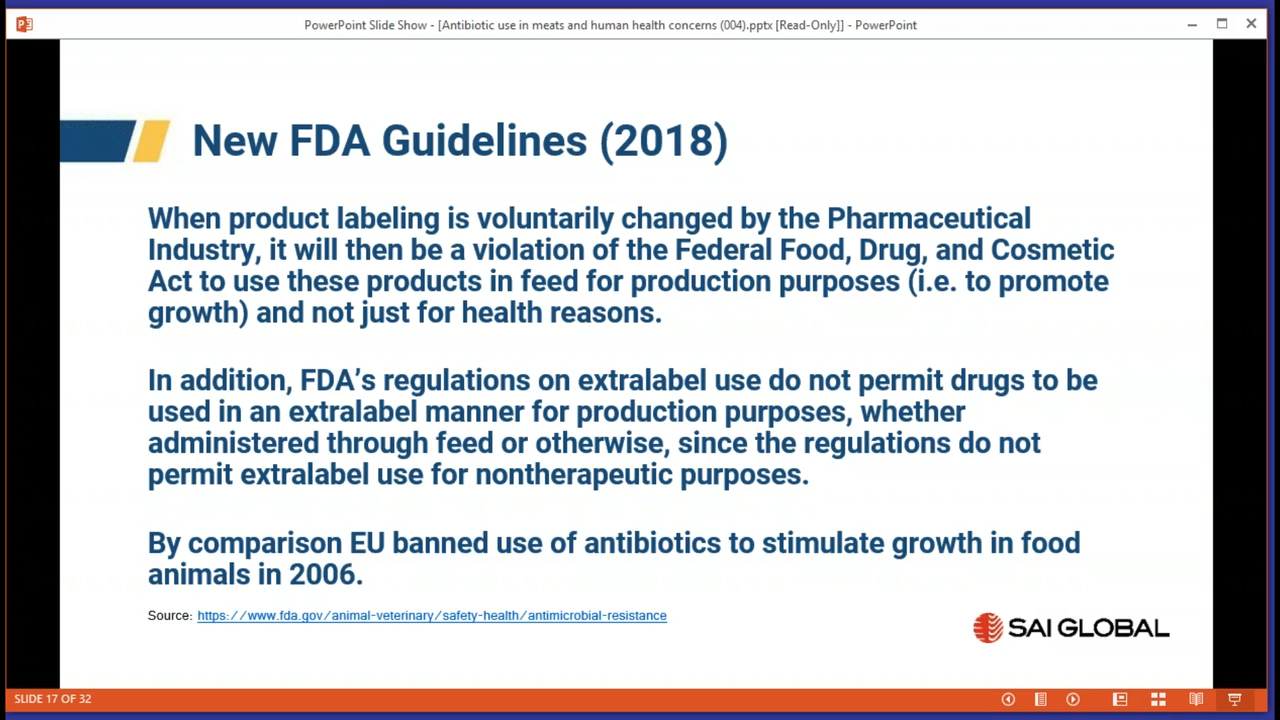 PowerPoint Slide Show - [Antibiotic use in meats and human health concerns (004).pptx [Read-Only]] - PowerPoint
New FDA Guidelines (2018)
When product labeling is voluntarily changed by the Pharmaceutical
Industry, it will then be a violation of the Federal Food, Drug, and Cosmetic
Act to use these products in feed for production purposes (i.e. to promote
growth) and not just for health reasons.
In addition, FDA’s regulations on extralabel use do not permit drugs to be
used in an extralabel manner for production purposes, whether
administered through feed or otherwise, since the regulations do not
permit extralabel use for nontherapeutic purposes.
By comparison EU banned use of antibiotics to stimulate growth in food
animals in 2006.
Source: https://www.fda.gov/animal-veterinary/safety-health/antimicrobial-resistance
SAI GLOBAL
SLIDE 17 OF 32